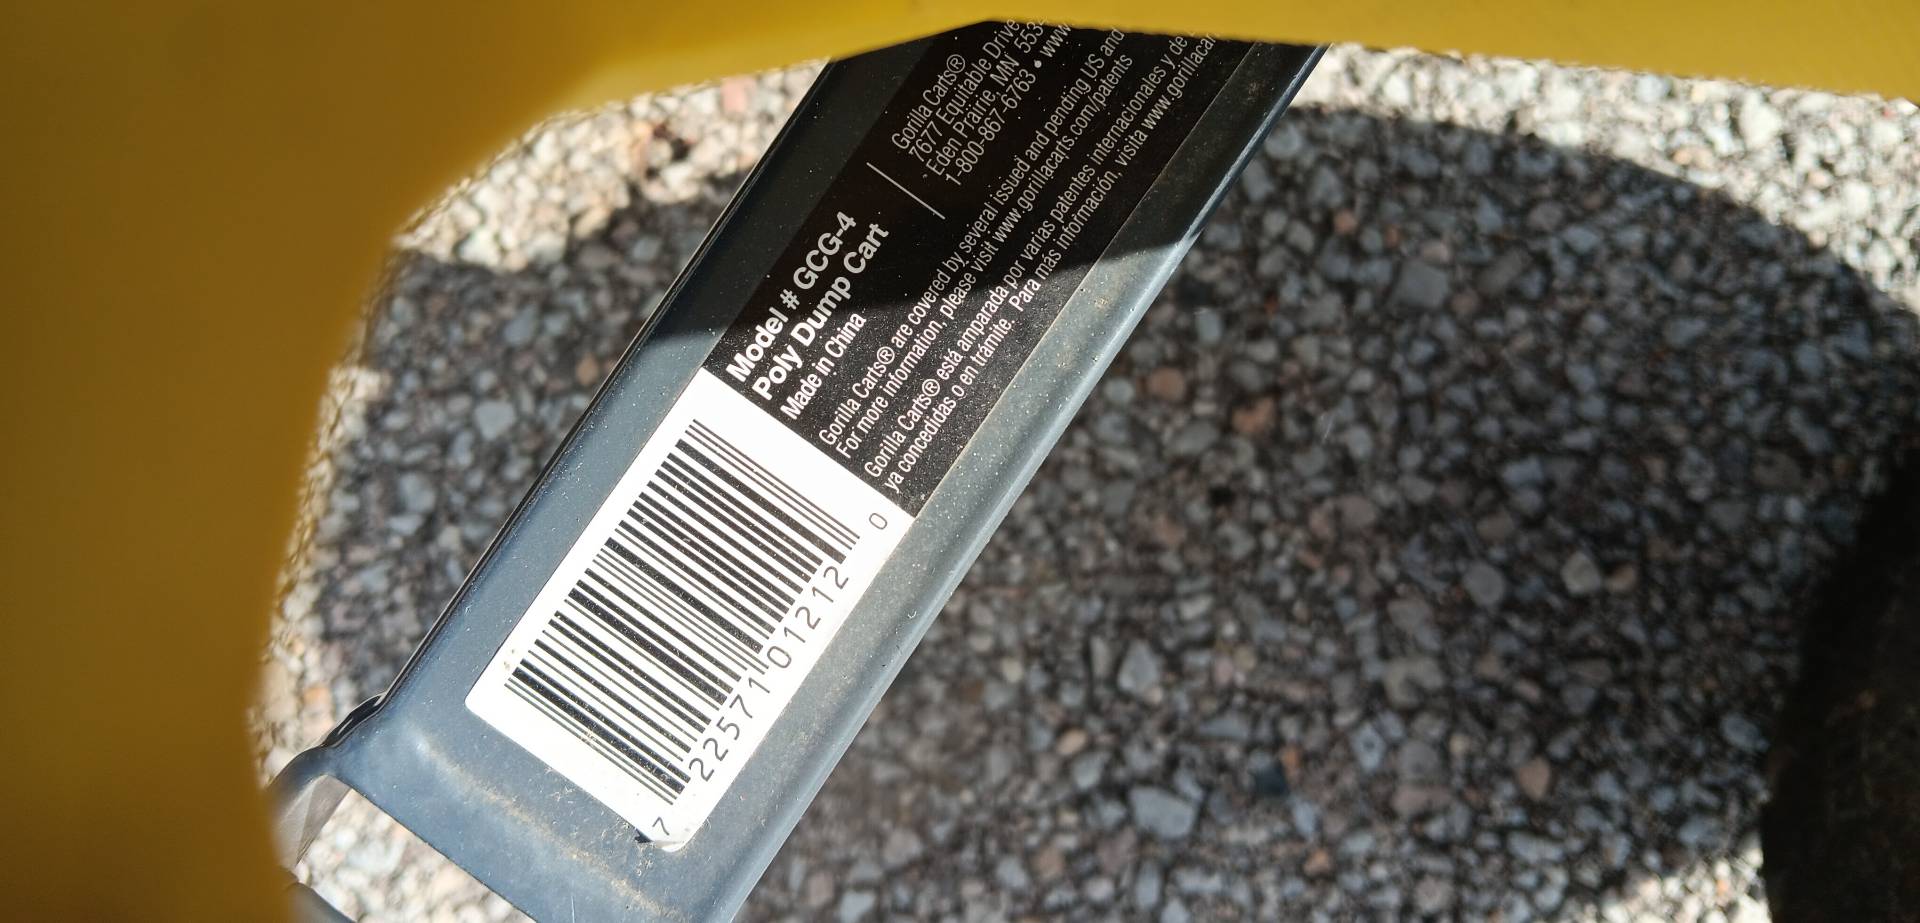 Model # GCG-4
Poly Dump Cart
Made in China
Gorilla Carts®
7677 Equitable Drive
Eden Prairie, MN
1-800-867-6763 • www
Gorilla Carts® are covered by several issued and pending US and
For more information, please visit www.gorillacarts.com/patents
Gorilla Carts® está amparada por varias patentes internacionales y de
ya concedidas o en trámite. Para más información, visita www.gorillacar
7 22571 01212 0